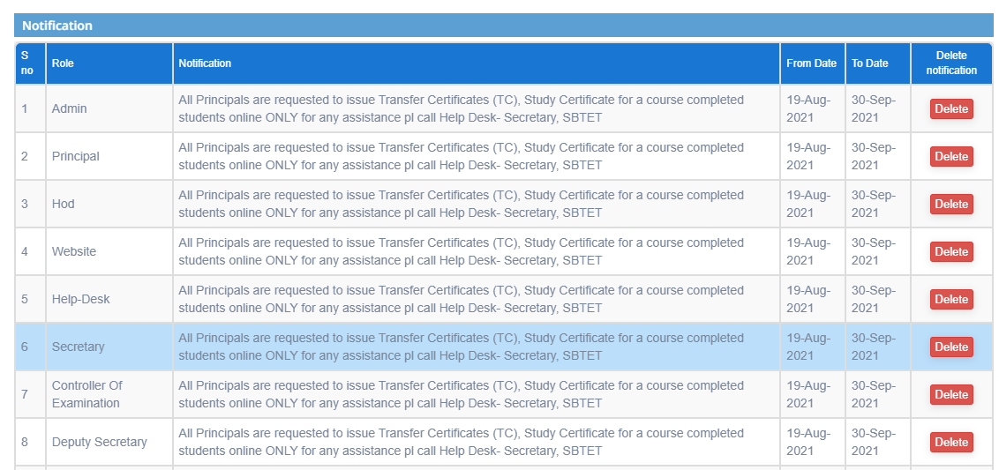 Notification
S no Role Notification From Date To Date Delete notification
1 Admin All Principals are requested to issue Transfer Certificates (TC), Study Certificate for a course completed 19-Aug- 30-Sep- Delete
students online ONLY for any assistance pl call Help Desk- Secretary, SBTET 2021 2021
2 Principal All Principals are requested to issue Transfer Certificates (TC), Study Certificate for a course completed 19-Aug- 30-Sep- Delete
students online ONLY for any assistance pl call Help Desk- Secretary, SBTET 2021 2021
3 Hod All Principals are requested to issue Transfer Certificates (TC), Study Certificate for a course completed 19-Aug- 30-Sep- Delete
students online ONLY for any assistance pl call Help Desk- Secretary, SBTET 2021 2021
4 Website All Principals are requested to issue Transfer Certificates (TC), Study Certificate for a course completed 19-Aug- 30-Sep- Delete
students online ONLY for any assistance pl call Help Desk- Secretary, SBTET 2021 2021
5 Help-Desk All Principals are requested to issue Transfer Certificates (TC), Study Certificate for a course completed 19-Aug- 30-Sep- Delete
students online ONLY for any assistance pl call Help Desk- Secretary, SBTET 2021 2021
6 Secretary All Principals are requested to issue Transfer Certificates (TC), Study Certificate for a course completed 19-Aug- 30-Sep- Delete
students online ONLY for any assistance pl call Help Desk- Secretary, SBTET 2021 2021
7 Controller Of All Principals are requested to issue Transfer Certificates (TC), Study Certificate for a course completed 19-Aug- 30-Sep- Delete
Examination students online ONLY for any assistance pl call Help Desk- Secretary, SBTET 2021 2021
8 Deputy Secretary All Principals are requested to issue Transfer Certificates (TC), Study Certificate for a course completed 19-Aug- 30-Sep- Delete
students online ONLY for any assistance pl call Help Desk- Secretary, SBTET 2021 2021